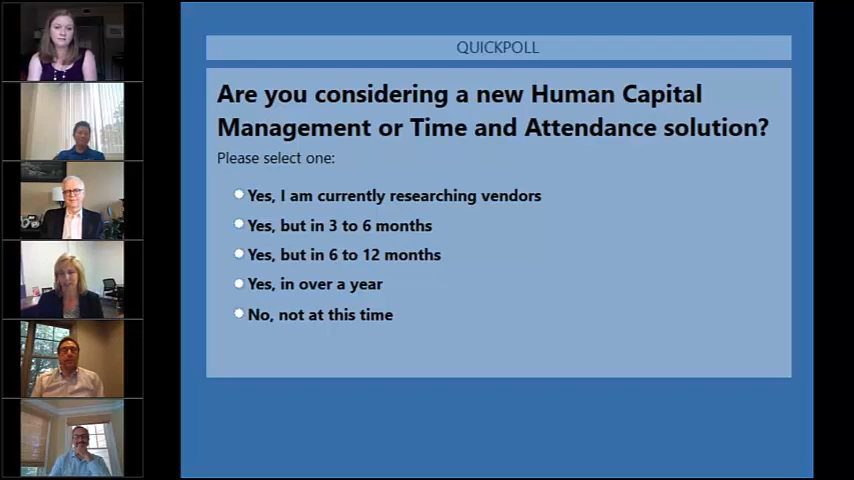 QUICKPOLL
Are you considering a new Human Capital
Management or Time and Attendance solution?
Please select one:
Yes, I am currently researching vendors
Yes, but in 3 to 6 months
Yes, but in 6 to 12 months
Yes, in over a year
No, not at this time